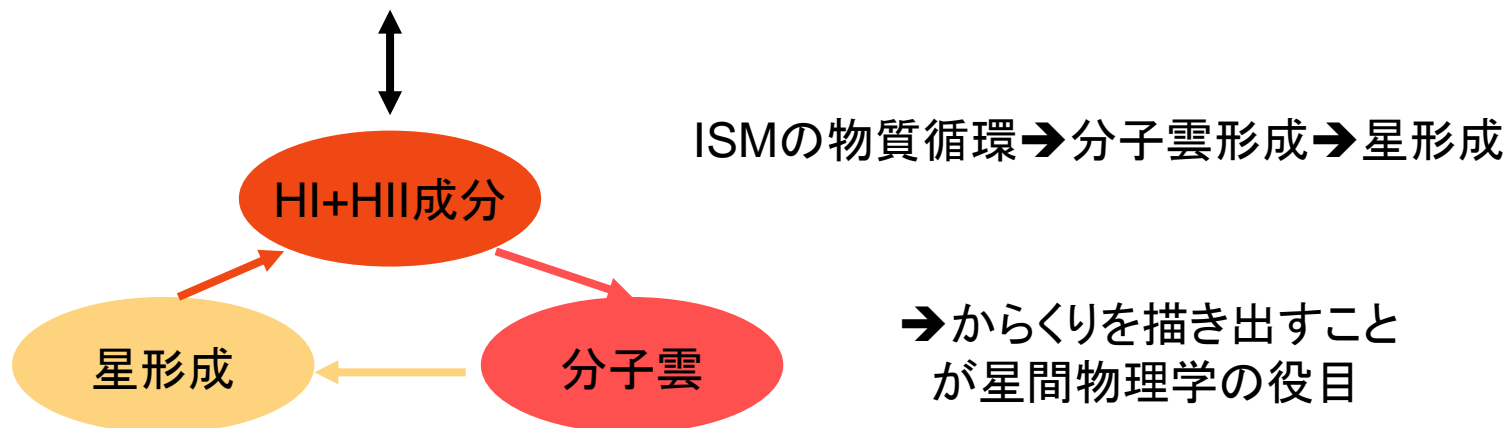 ISMの物質循環➔分子雲形成➔星形成
HI+HII成分
➔からくりを描き出すこと
が星間物理学の役目
星形成
分子雲